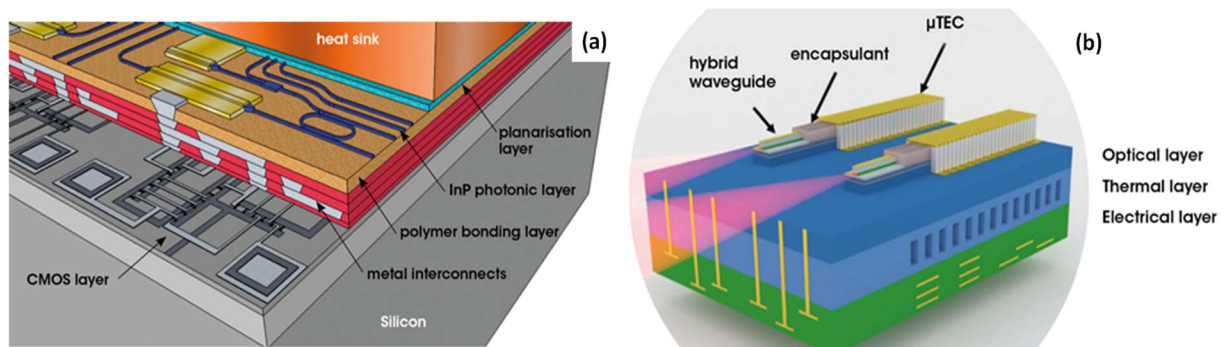 heat sink
(a)
planarisation
layer
InP photonic layer
polymer bonding layer
metal interconnects
CMOS layer
Silicon
µTEC
(b)
encapsulant
hybrid
waveguide
Optical layer
Thermal layer
Electrical layer